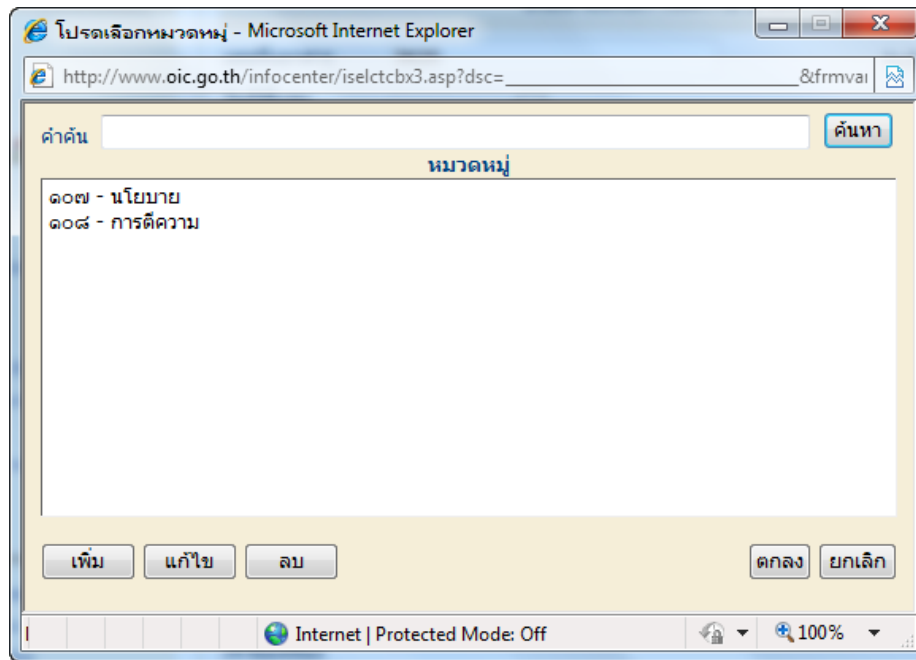 โปรดเลือกหมวดหมู่ - Microsoft Internet Explorer
http://www.oic.go.th/infocenter/iselctcbx3.asp?dsc=______________________________&frmvar
คำค้น ค้นหา
หมวดหมู่
๑๐๗ - นโยบาย
๑๐๘ - การตีความ
เพิ่ม แก้ไข ลบ ตกลง ยกเลิก
Internet | Protected Mode: Off 100%